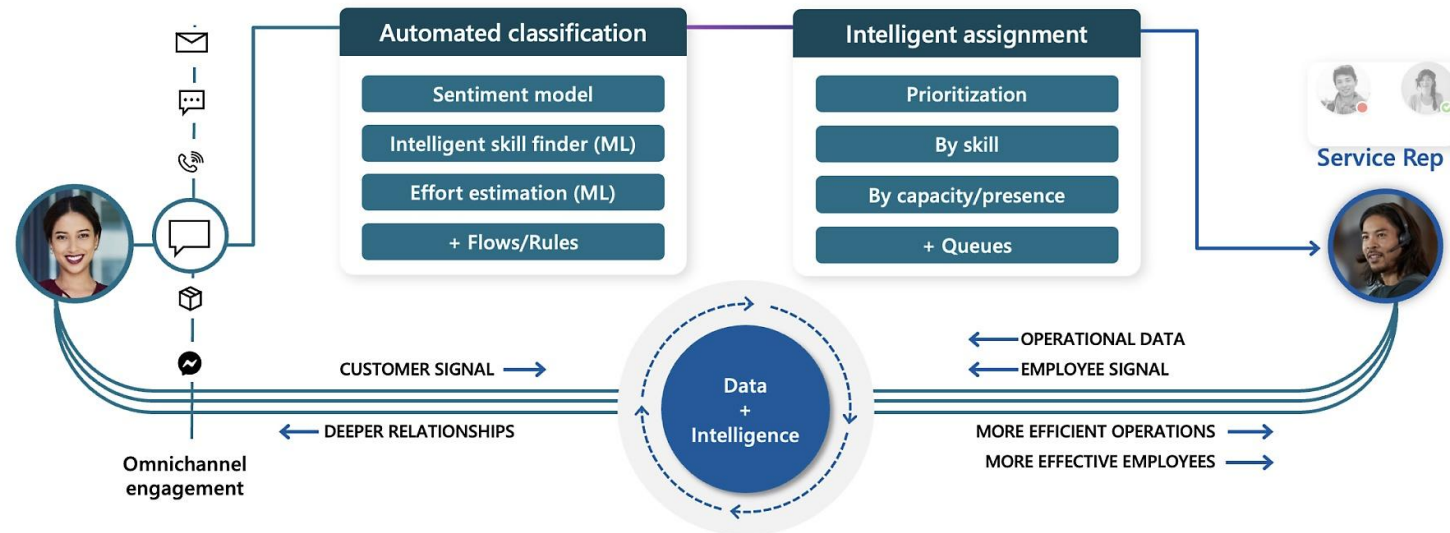 Automated classification
Sentiment model
Intelligent skill finder (ML)
Effort estimation (ML)
+ Flows/Rules
Intelligent assignment
Prioritization
By skill
By capacity/presence
+ Queues
Service Rep
CUSTOMER SIGNAL
DEEPER RELATIONSHIPS
Omnichannel
engagement
Data
+
Intelligence
OPERATIONAL DATA
EMPLOYEE SIGNAL
MORE EFFICIENT OPERATIONS
MORE EFFECTIVE EMPLOYEES